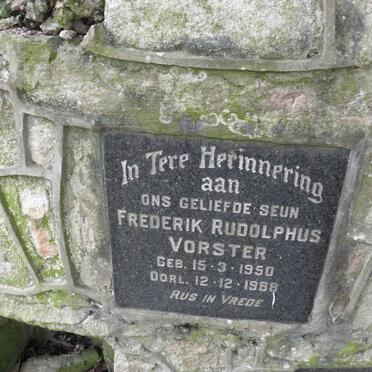 In Tere Herinnering
aan
ONS GELIEFDE SEUN
FREDERIK RUDOLPHUS
VORSTER
GEB. 15·3·1950
OORL. 12·12·1988
RUS IN VREDE